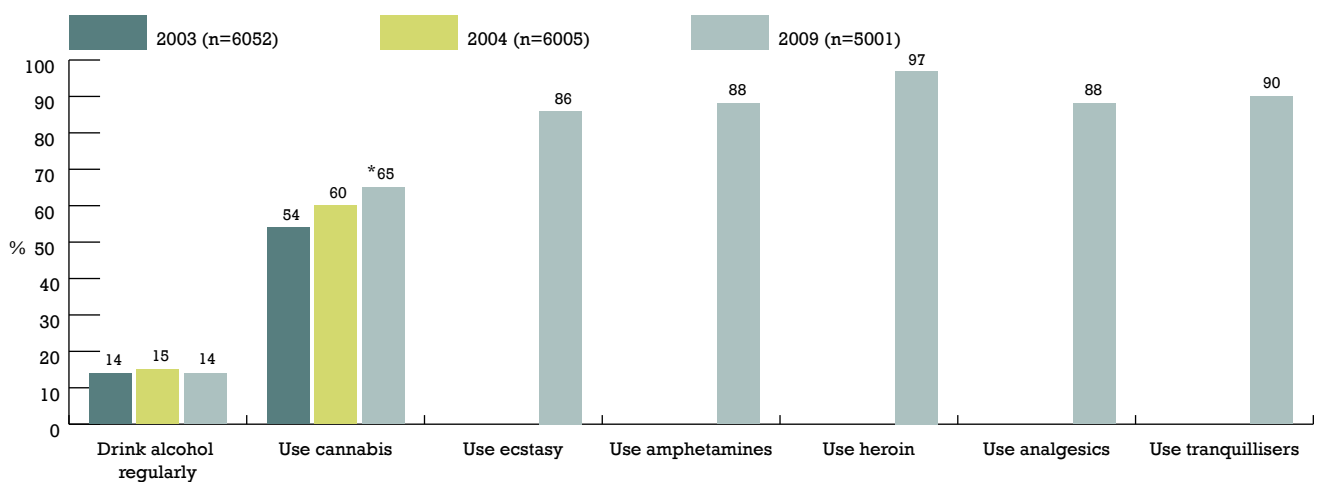 2003 (n=6052) 2004 (n=6005) 2009 (n=5001)
100
90
80
70
60
% 50
40
30
20
10
0
14 15 14
54 60 *65
86
88
97
88
90
Drink alcohol
regularly
Use cannabis
Use ecstasy
Use amphetamines
Use heroin
Use analgesics
Use tranquillisers